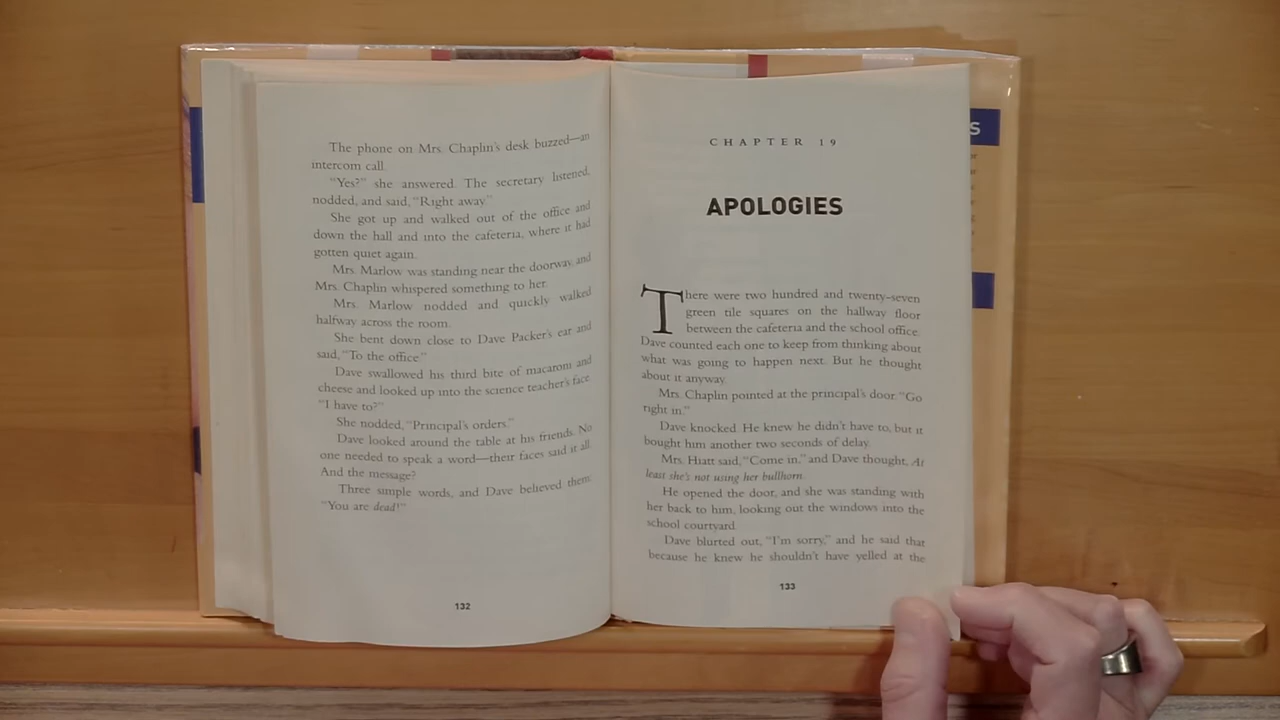 The phone on Mrs. Chaplin's desk buzzed—an
intercom call.
"Yes?" she answered. The secretary listened,
nodded, and said, "Right away."
She got up and walked out of the office and
down the hall and into the cafeteria, where it had
gotten quiet again.
Mrs. Marlow was standing near the doorway, and
Mrs. Chaplin whispered something to her.
Mrs. Marlow nodded and quickly walked
halfway across the room.
She bent down close to Dave Packer's ear and
said, "To the office."
Dave swallowed his third bite of macaroni and
cheese and looked up into the science teacher's face.
"I have to?"
She nodded, "Principal's orders."
Dave looked around the table at his friends. No
one needed to speak a word—their faces said it all.
And the message?
Three simple words, and Dave believed them:
"You are dead!"
132
CHAPTER 19
APOLOGIES
There were two hundred and twenty-seven
green tile squares on the hallway floor
between the cafeteria and the school office.
Dave counted each one to keep from thinking about
what was going to happen next. But he thought
about it anyway.
Mrs. Chaplin pointed at the principal's door. "Go
right in."
Dave knocked. He knew he didn't have to, but it
bought him another two seconds of delay.
Mrs. Hiatt said, "Come in," and Dave thought, At
least she's not using her bullhorn.
He opened the door, and she was standing with
her back to him, looking out the windows into the
school courtyard.
Dave blurted out, "I'm sorry," and he said that
because he knew he shouldn't have yelled at the
133
S